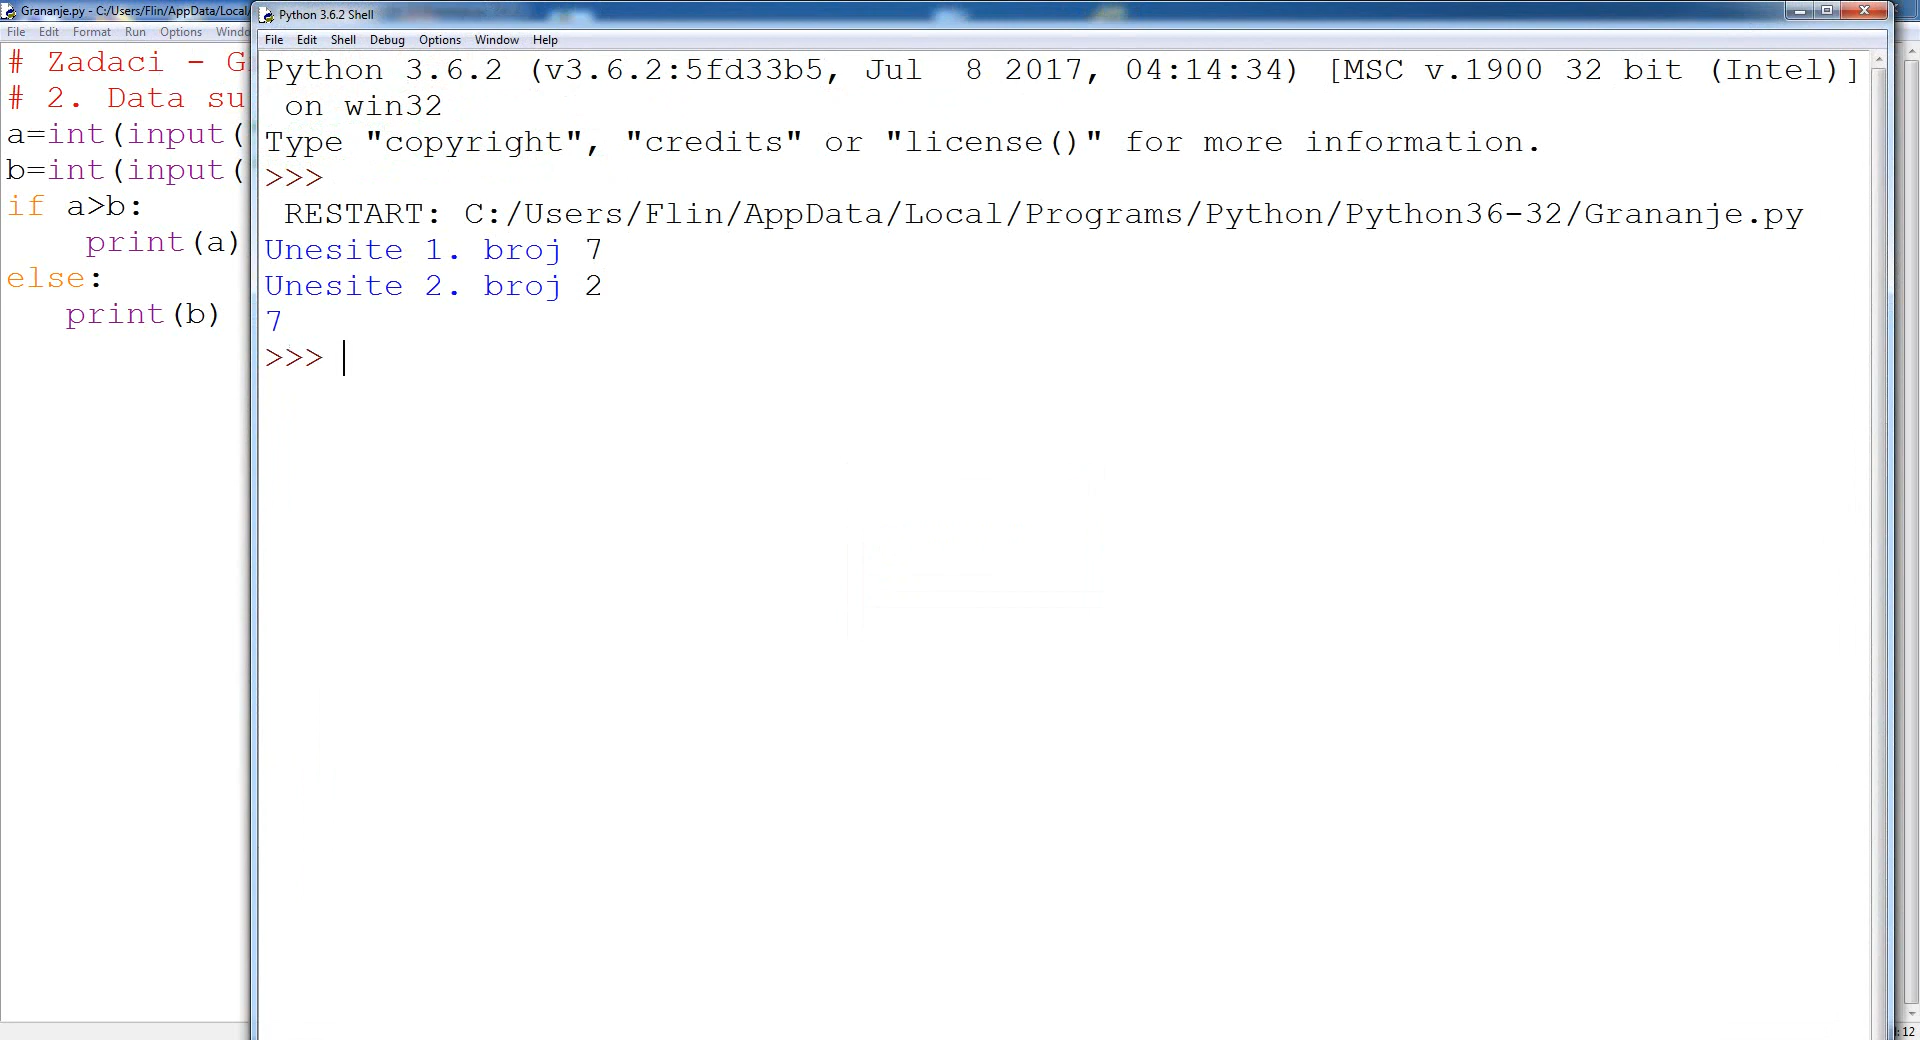 Grananje.py - C:/Users/Flin/AppData/Local/
File Edit Format Run Options
# Zadaci -
# 2. Data su
a=int(input(
b=int(input(
if a>b:
print(a)
else:
print(b)
Python 3.6.2 Shell
File Edit Shell Debug Options Window Help
Python 3.6.2 (v3.6.2:5fd33b5, Jul  8 2017, 04:14:34) [MSC v.1900 32 bit (Intel)]
on win32
Type "copyright", "credits" or "license()" for more information.
>>>
RESTART: C:/Users/Flin/AppData/Local/Programs/Python/Python36-32/Grananje.py
Unesite 1. broj 7
Unesite 2. broj 2
7
>>>